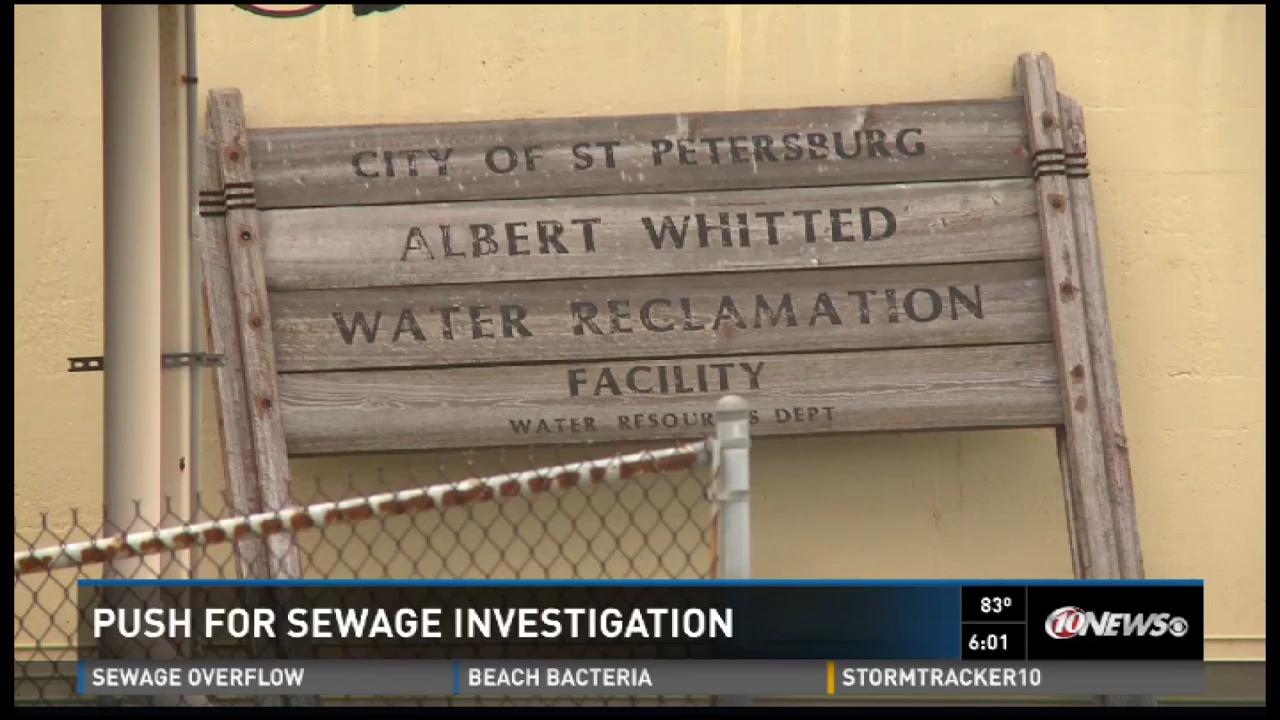 CITY OF ST PETERSBURG
ALBERT WHITTED
WATER RECLAMATION
FACILITY
WATER DEPT
PUSH FOR SEWAGE INVESTIGATION
83º
6:01
10NEWS
SEWAGE OVERFLOW
BEACH BACTERIA
STORMTRACKER10